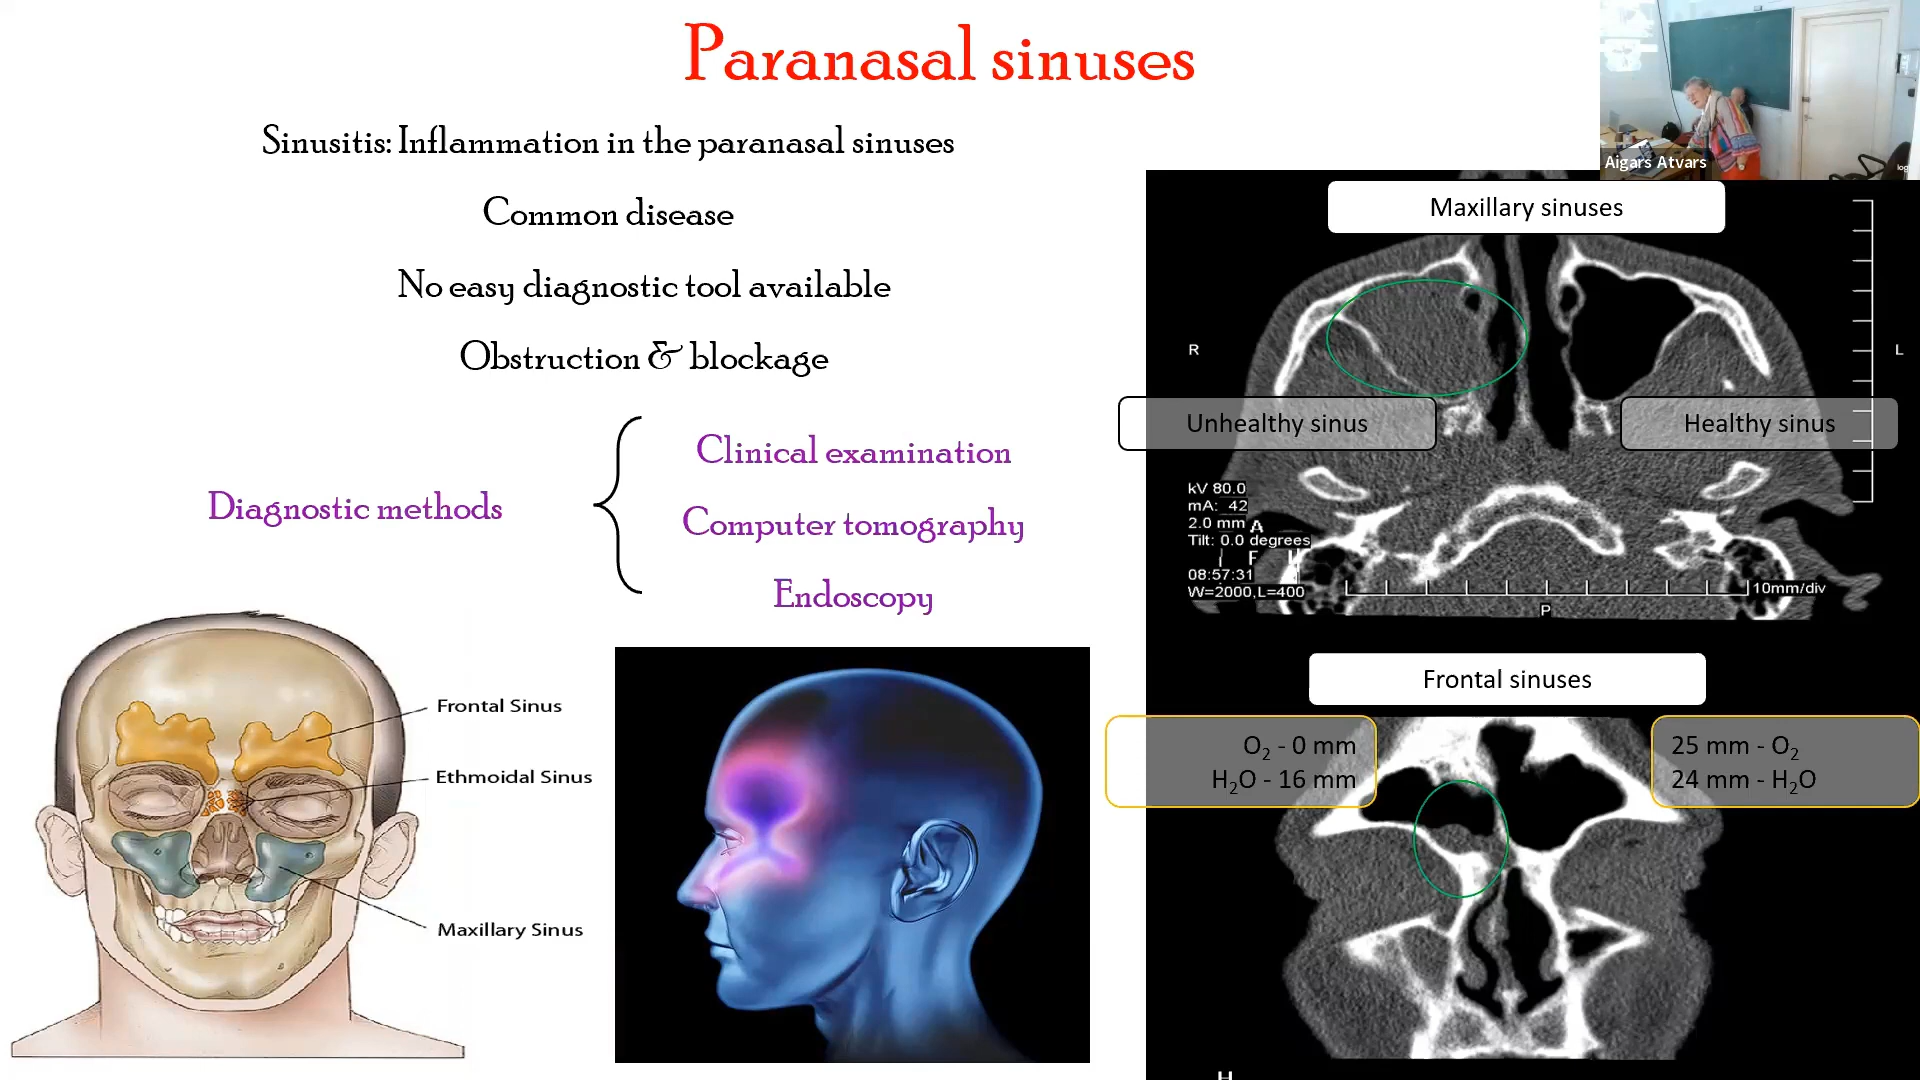 Paranasal sinuses
Sinusitis: Inflammation in the paranasal sinuses
Common disease
No easy diagnostic tool available
Obstruction & blockage
Diagnostic methods
Clinical examination
Computer tomography
Endoscopy
Frontal Sinus
Ethmoidal Sinus
Maxillary Sinus
Aigars Atvars
Maxillary sinuses
R
L
Unhealthy sinus
Healthy sinus
kV 80.0
mA: 42
2.0 mm
A
Tilt: 0.0 degrees
08:57:31
W=2000,L=400
10mm/div
P
Frontal sinuses
O₂ - 0 mm
H₂O - 16 mm
25 mm - O₂
24 mm - H₂O